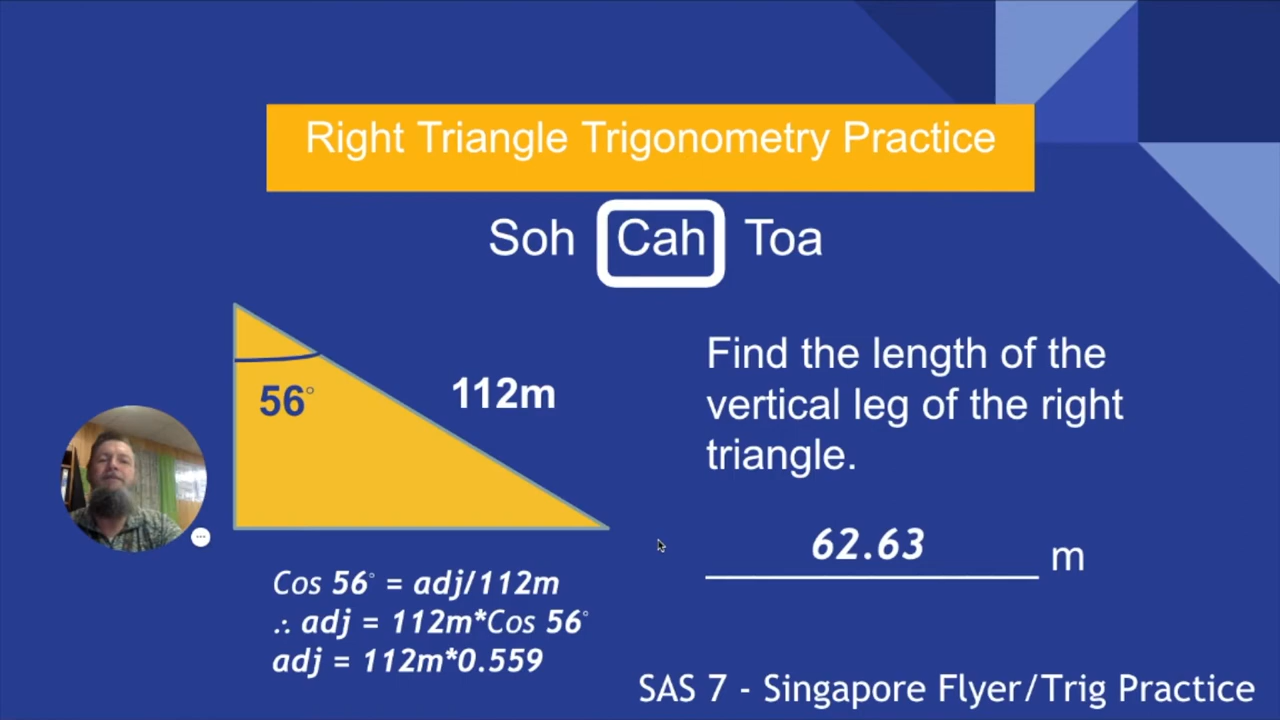 Right Triangle Trigonometry Practice
Soh Cah Toa
56°
112m
Find the length of the
vertical leg of the right
triangle.
62.63 m
Cos 56° = adj/112m
∴ adj = 112m*Cos 56°
adj = 112m*0.559
SAS 7 - Singapore Flyer/Trig Practice